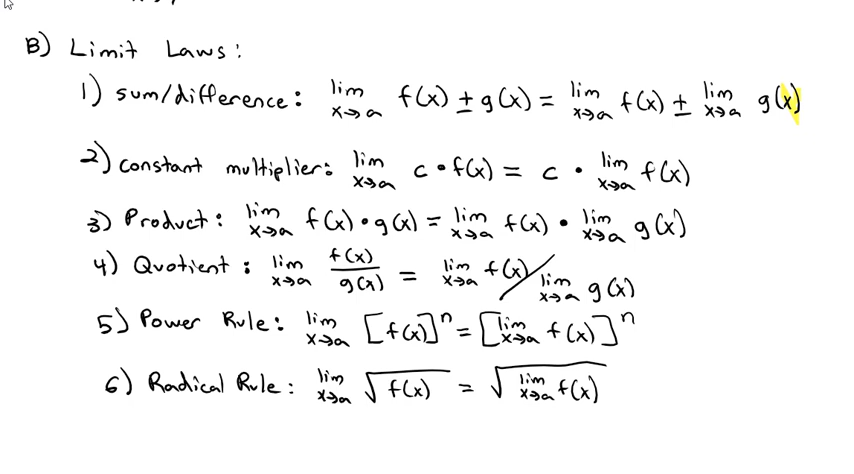 B) Limit Laws:
1) sum/difference: lim x→a f(x) ± g(x) = lim x→a f(x) ± lim x→a g(x)
2) constant multiplier: lim x→a c • f(x) = c • lim x→a f(x)
3) Product: lim x→a f(x) • g(x) = lim x→a f(x) • lim x→a g(x)
4) Quotient: lim x→a f(x)/g(x) = lim x→a f(x) / lim x→a g(x)
5) Power Rule: lim x→a [f(x)]^n = [lim x→a f(x)]^n
6) Radical Rule: lim x→a √f(x) = √lim x→a f(x)